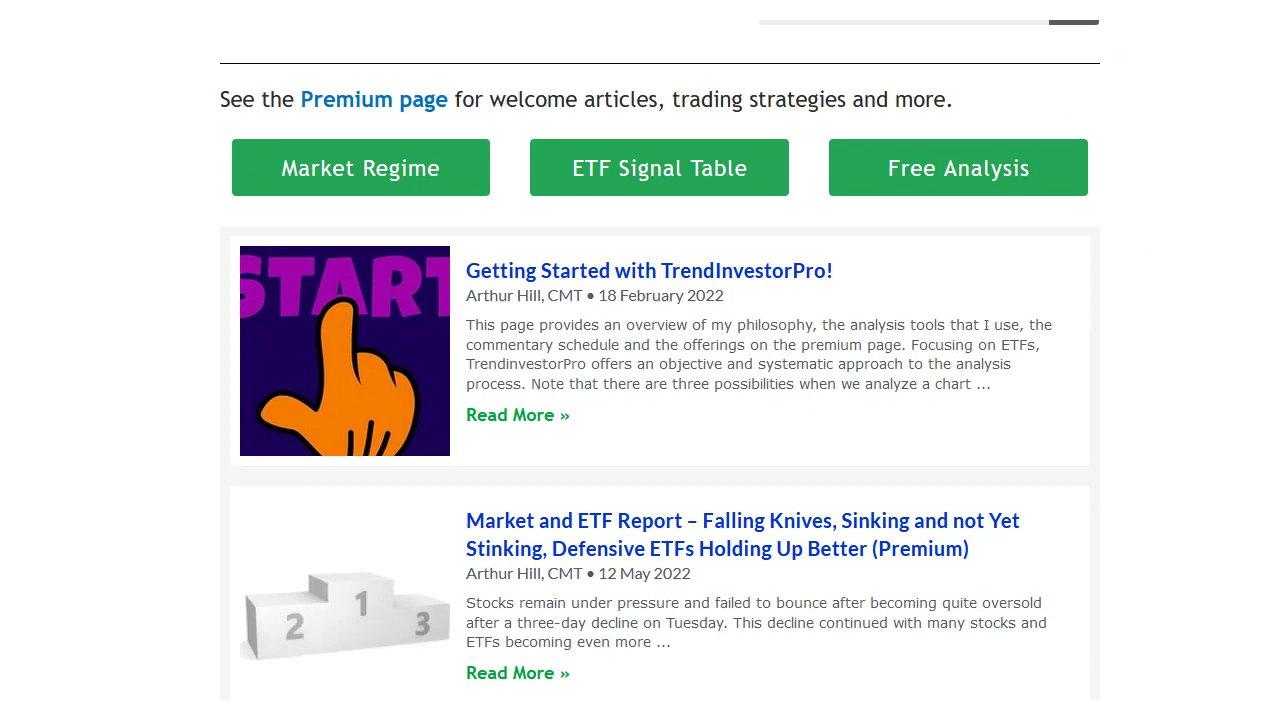 See the Premium page for welcome articles, trading strategies and more.
Market Regime
ETF Signal Table
Free Analysis
START
Getting Started with TrendInvestorPro!
Arthur Hill, CMT • 18 February 2022
This page provides an overview of my philosophy, the analysis tools that I use, the
commentary schedule and the offerings on the premium page. Focusing on ETFs,
TrendinvestorPro offers an objective and systematic approach to the analysis
process. Note that there are three possibilities when we analyze a chart ...
Read More »
Market and ETF Report – Falling Knives, Sinking and not Yet
Stinking, Defensive ETFs Holding Up Better (Premium)
Arthur Hill, CMT • 12 May 2022
Stocks remain under pressure and failed to bounce after becoming quite oversold
after a three-day decline on Tuesday. This decline continued with many stocks and
ETFs becoming even more ...
Read More »
2 1 3